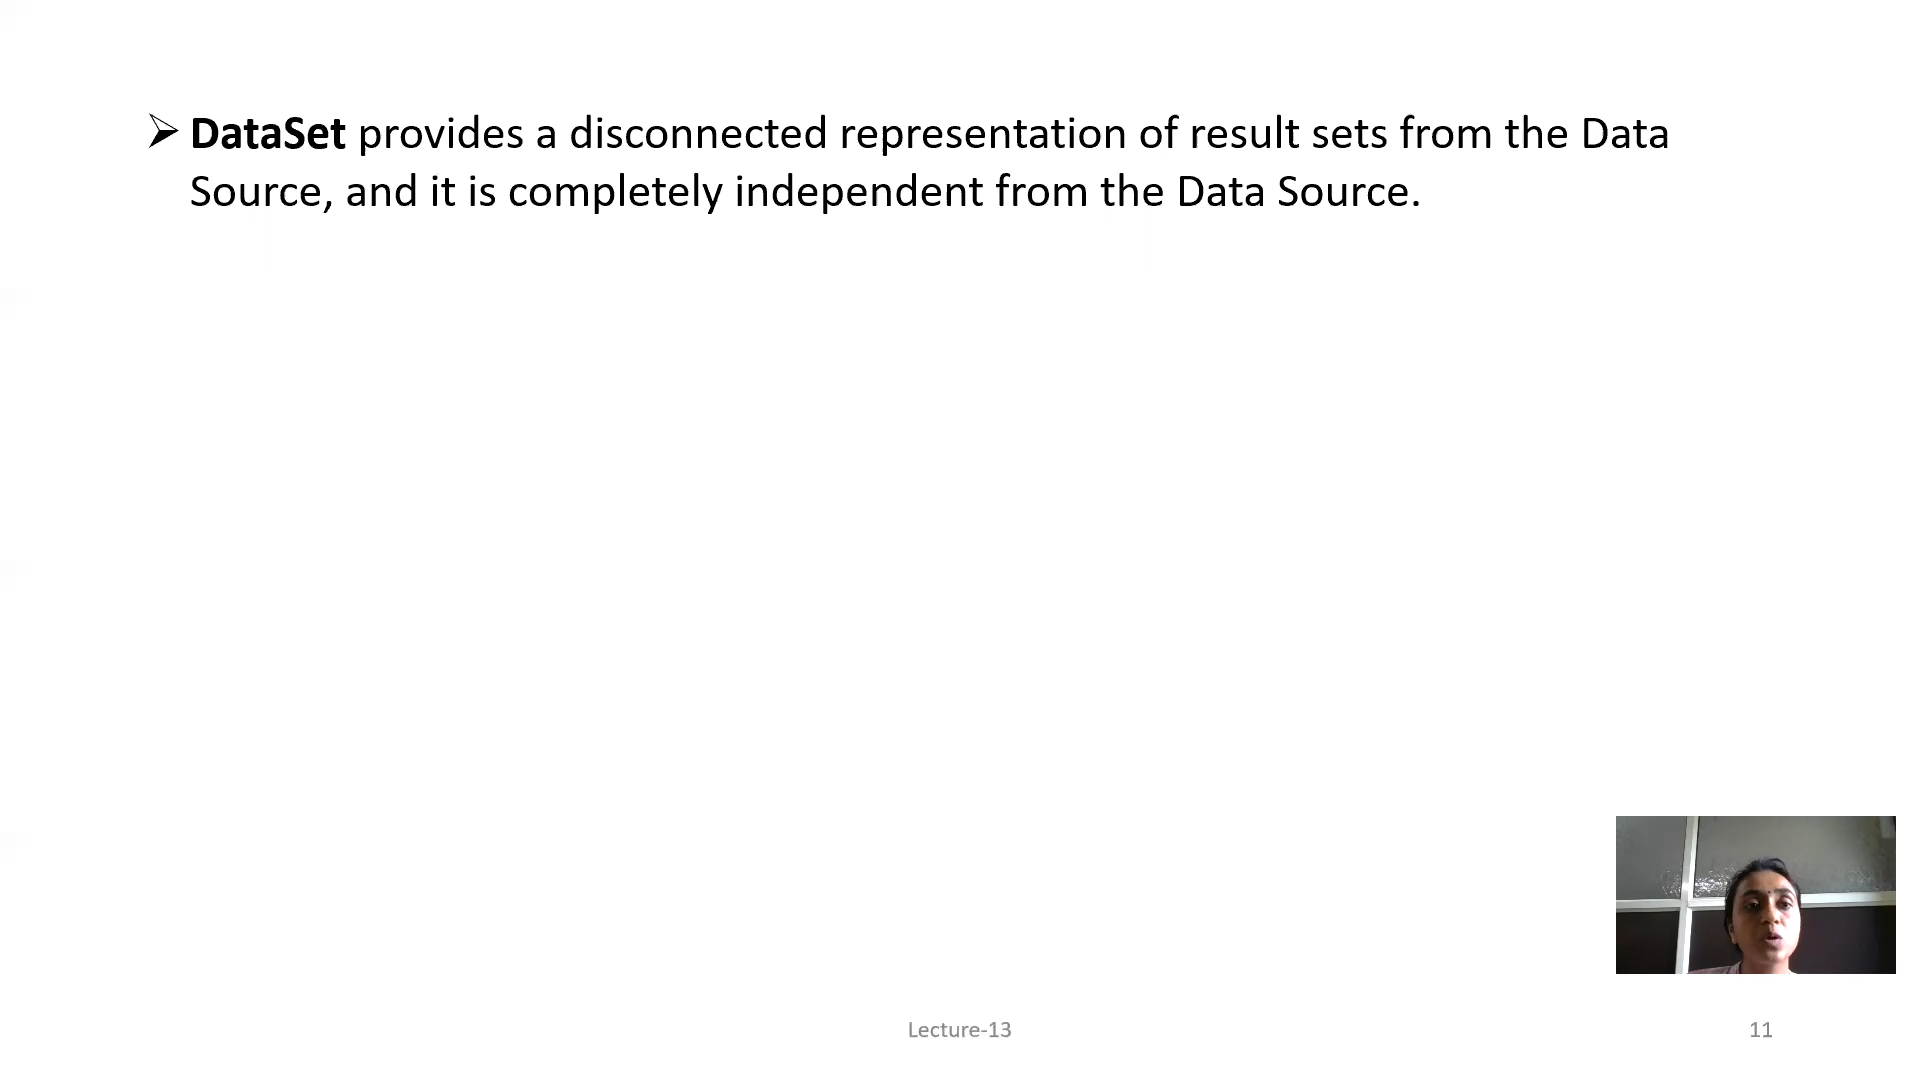 ➢ DataSet provides a disconnected representation of result sets from the Data
Source, and it is completely independent from the Data Source.
Lecture-13
11